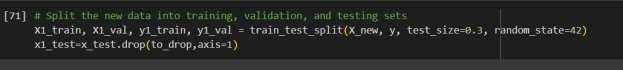 [71] # Split the new data into training, validation, and testing sets
X1_train, X1_val, y1_train, y1_val = train_test_split(X_new, y, test_size=0.3, random_state=42)
x1_test=x_test.drop(to_drop,axis=1)